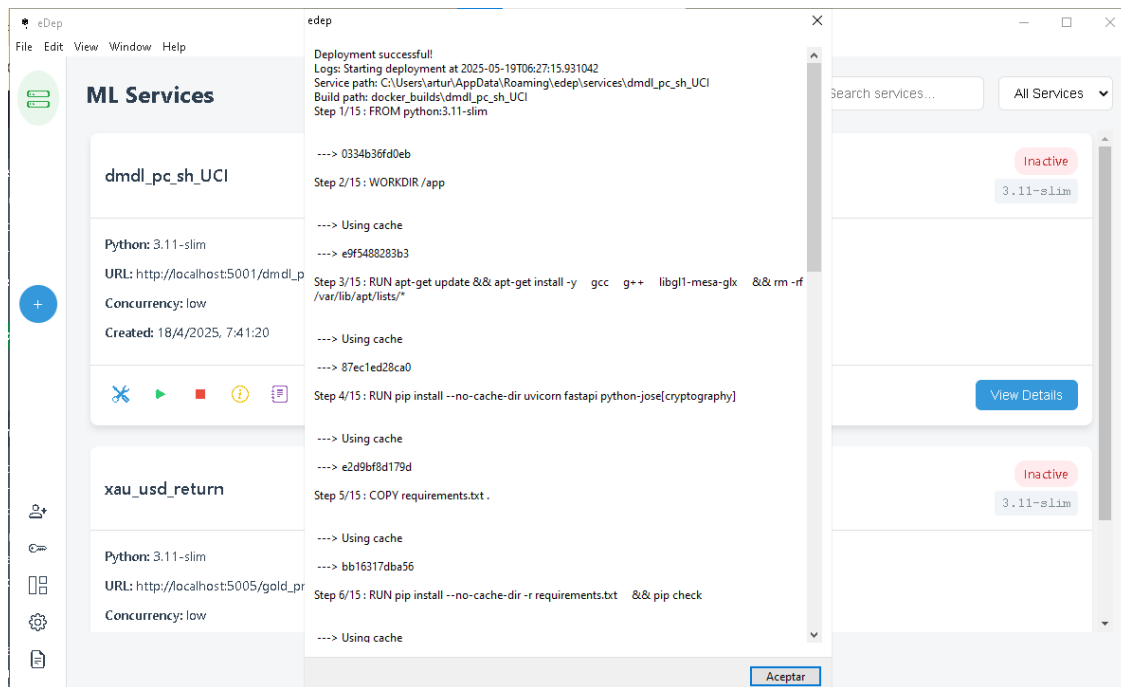 eDep
File Edit View Window Help
ML Services
Search services...
All Services
dmdl_pc_sh_UCI
Inactive
3.11-slim
Python: 3.11-slim
URL: http://localhost:5001/dmdl_p
Concurrency: low
Created: 18/4/2025, 7:41:20
View Details
xau_usd_return
Inactive
3.11-slim
Python: 3.11-slim
URL: http://localhost:5005/gold_pr
Concurrency: low
edep
Deployment successful!
Logs: Starting deployment at 2025-05-19T06:27:15.931042
Service path: C:\Users\artur\AppData\Roaming\edep\services\dmdl_pc_sh_UCI
Build path: docker_builds\dmdl_pc_sh_UCI
Step 1/15 : FROM python:3.11-slim
---> 0334b36fd0eb
Step 2/15 : WORKDIR /app
---> Using cache
---> e9f5488283b3
Step 3/15 : RUN apt-get update && apt-get install -y gcc g++ libgl1-mesa-glx && rm -rf
/var/lib/apt/lists/*
---> Using cache
---> 87ec1ed28ca0
Step 4/15 : RUN pip install --no-cache-dir uvicorn fastapi python-jose[cryptography]
---> Using cache
---> e2d9bf8d179d
Step 5/15 : COPY requirements.txt .
---> Using cache
---> bb16317dba56
Step 6/15 : RUN pip install --no-cache-dir -r requirements.txt && pip check
---> Using cache
Aceptar